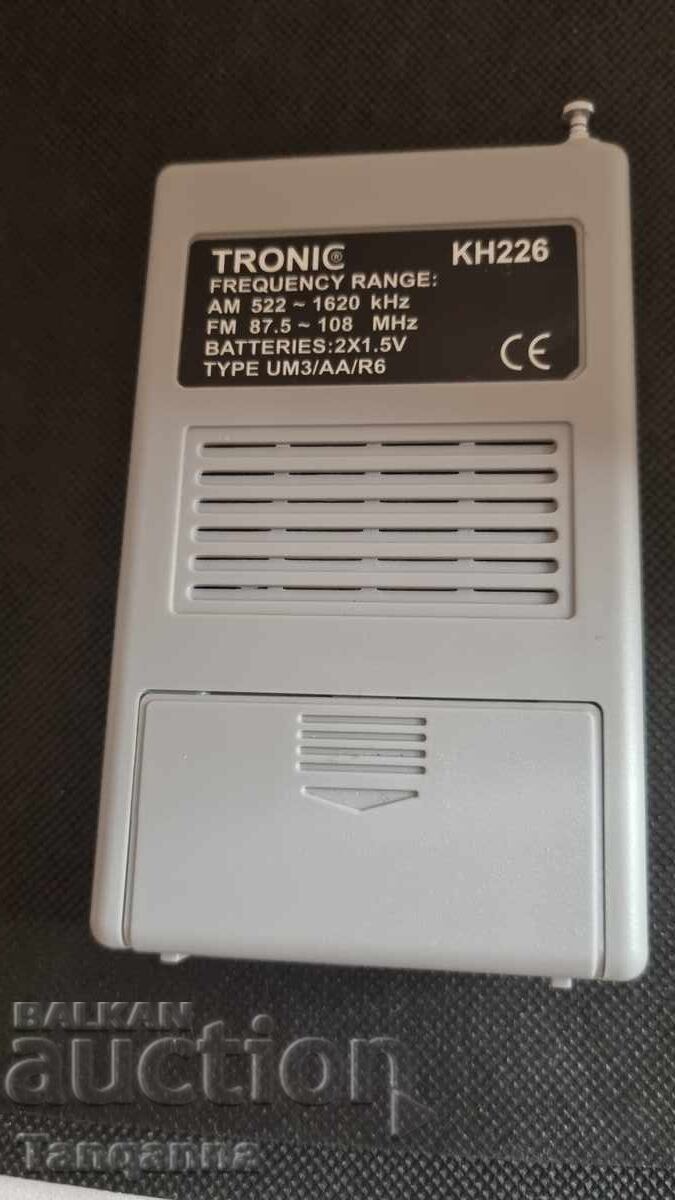 TRONIC® KH226
FREQUENCY RANGE:
AM 522 ~ 1620 kHz
FM 87.5 ~ 108 MHz
BATTERIES:2X1.5V
TYPE UM3/AA/R6 CE
BALKAN
auction
Tanganna